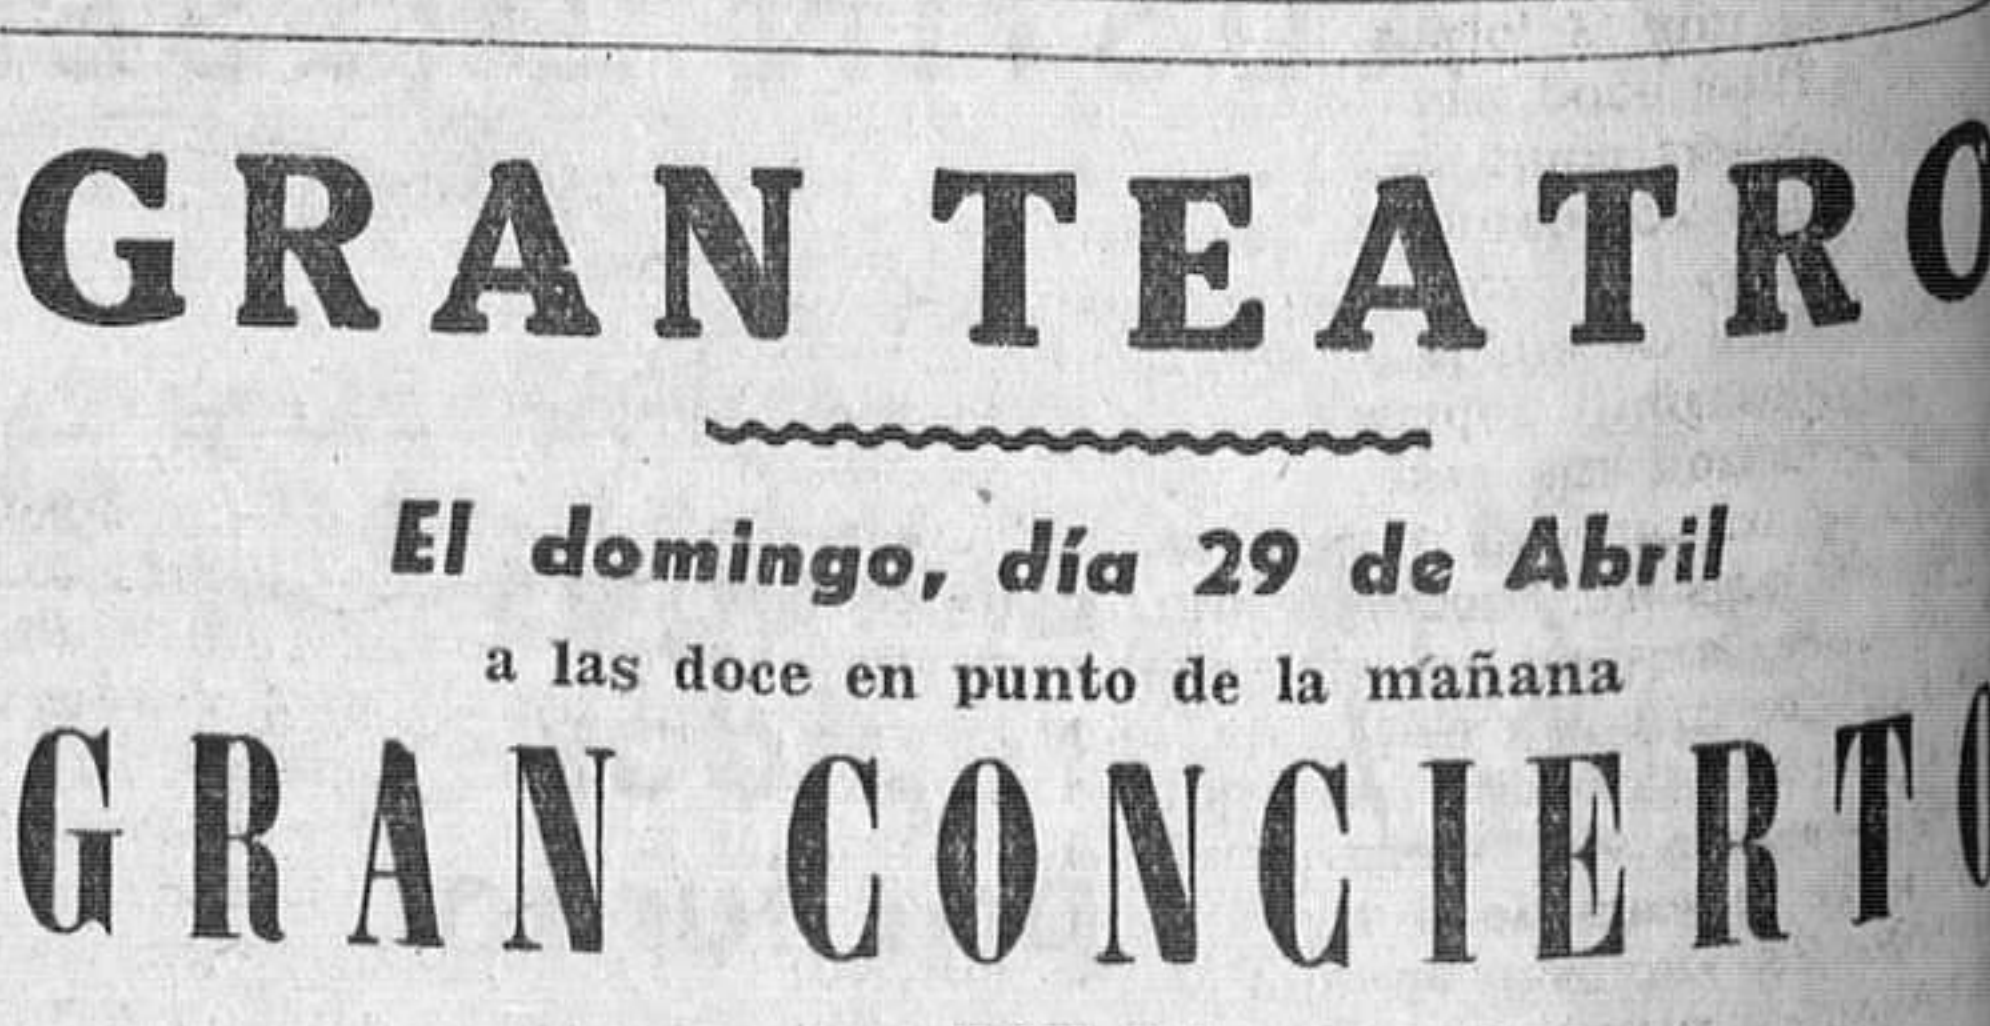 GRAN TEATRO
El domingo, día 29 de Abril
a las doce en punto de la mañana
GRAN CONCIERTO